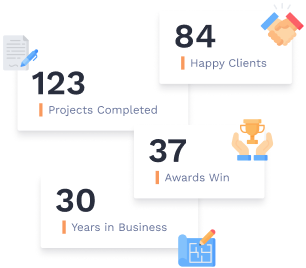 84
Happy Clients
123
Projects Completed
37
Awards Win
30
Years in Business